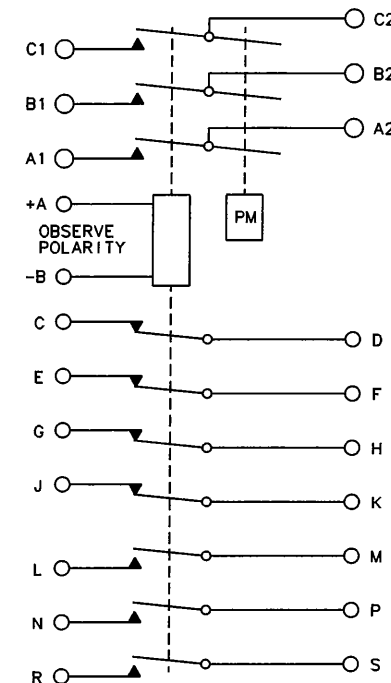 C1 C2
B1 B2
A1 A2
+A
OBSERVE
POLARITY
PM
-B
C D
E F
G H
J K
L M
N P
R S